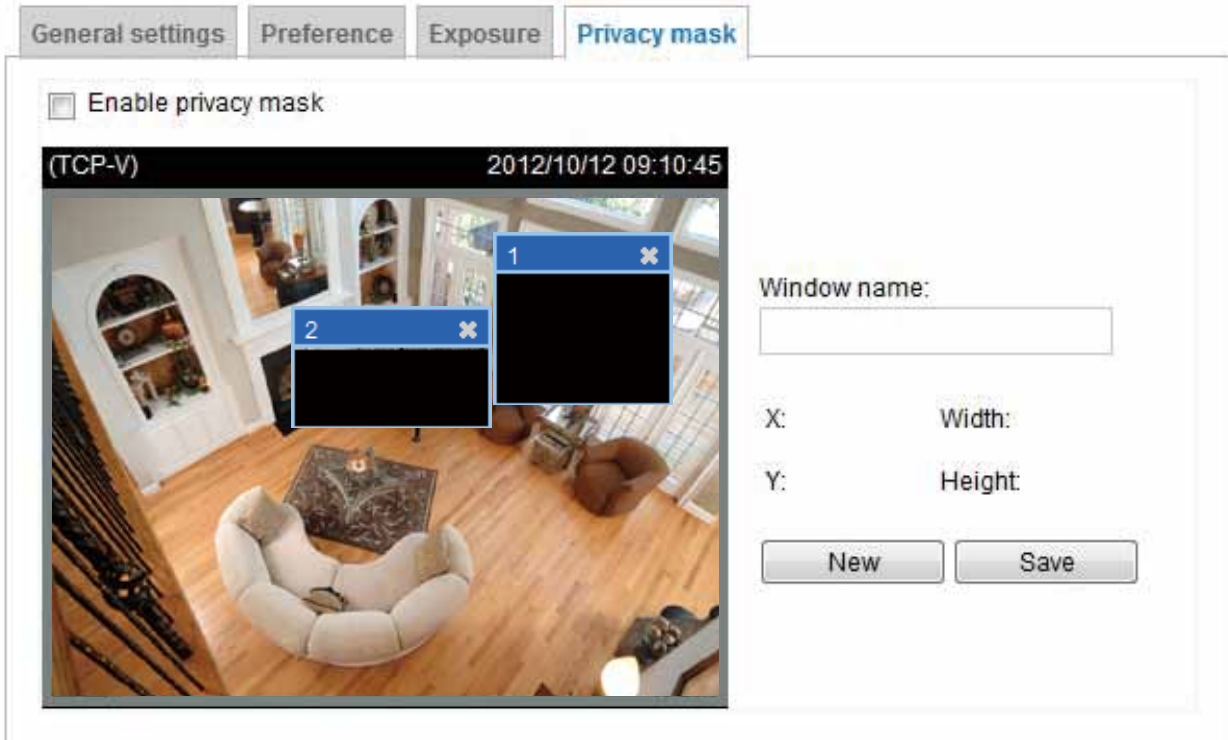 General settings Preference Exposure Privacy mask
Enable privacy mask
(TCP-V) 2012/10/12 09:10:45
1
2
Window name:
X: Width:
Y: Height:
New Save